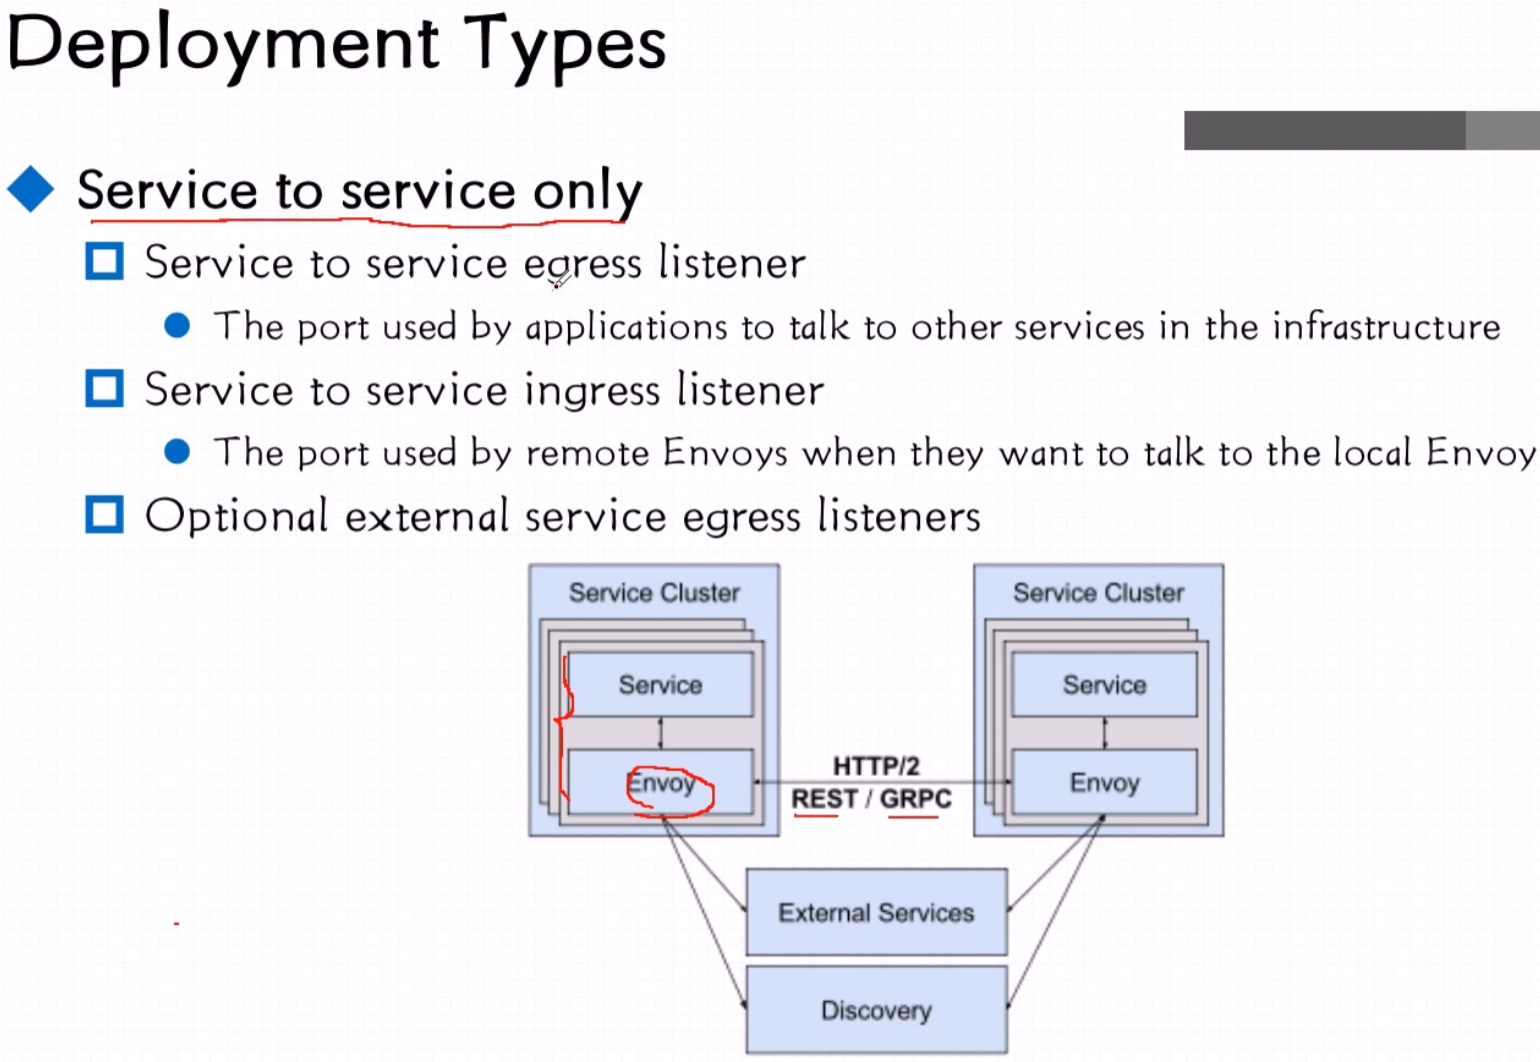 Deployment Types
Service to service only
Service to service egress listener
The port used by applications to talk to other services in the infrastructure
Service to service ingress listener
The port used by remote Envoys when they want to talk to the local Envoy
Optional external service egress listeners
Service Cluster
Service
Envoy
HTTP/2
REST / GRPC
Service Cluster
Service
Envoy
External Services
Discovery